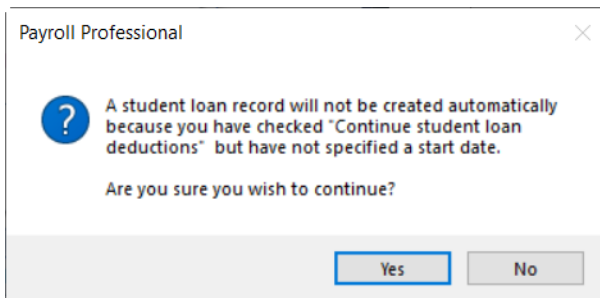 Payroll Professional
A student loan record will not be created automatically
because you have checked "Continue student loan
deductions"  but have not specified a start date.
Are you sure you wish to continue?
Yes
No